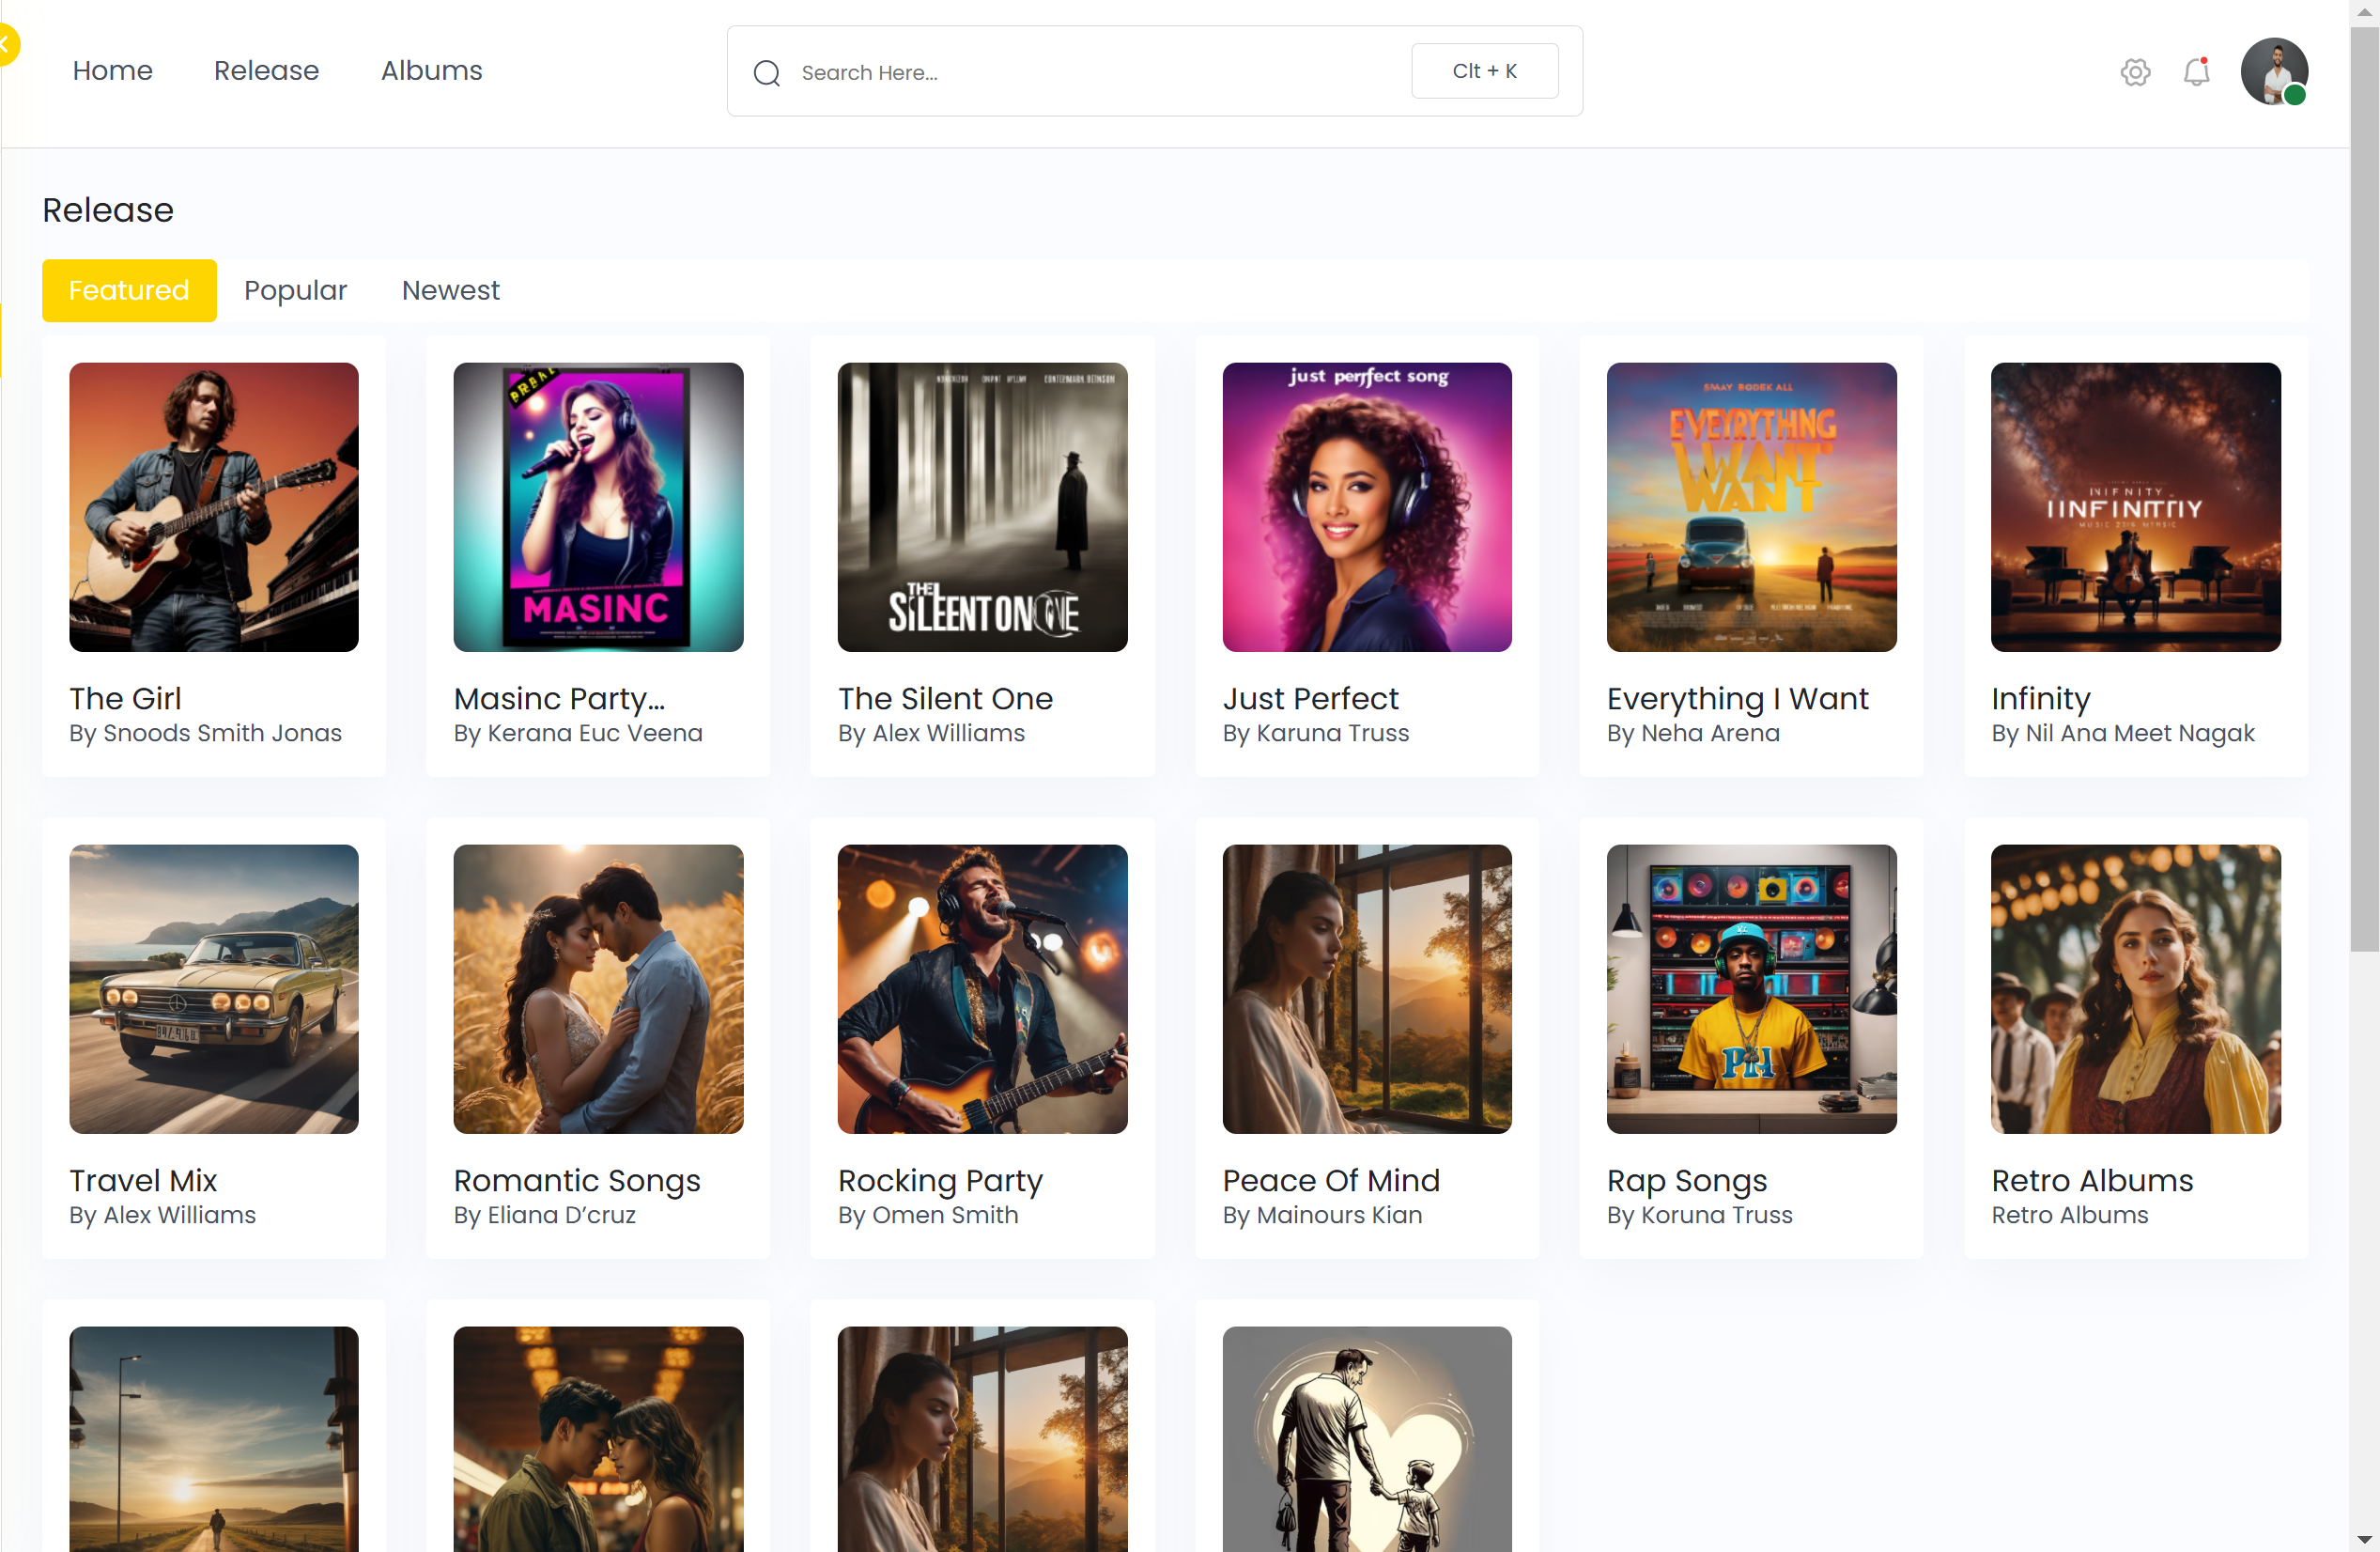 Home
Release
Albums
Search Here...
Clt + K
Release
Featured
Popular
Newest
just perfect song
EVEYRYTHING
WANT
WANT
IINFINITIY
MASINC
THE
SILEENTON ONE
The Girl
By Snoods Smith Jonas
Masinc Party...
By Kerana Euc Veena
The Silent One
By Alex Williams
Just Perfect
By Karuna Truss
Everything I Want
By Neha Arena
Infinity
By Nil Ana Meet Nagak
Travel Mix
By Alex Williams
Romantic Songs
By Eliana D’cruz
Rocking Party
By Omen Smith
Peace Of Mind
By Mainours Kian
Rap Songs
By Koruna Truss
Retro Albums
Retro Albums